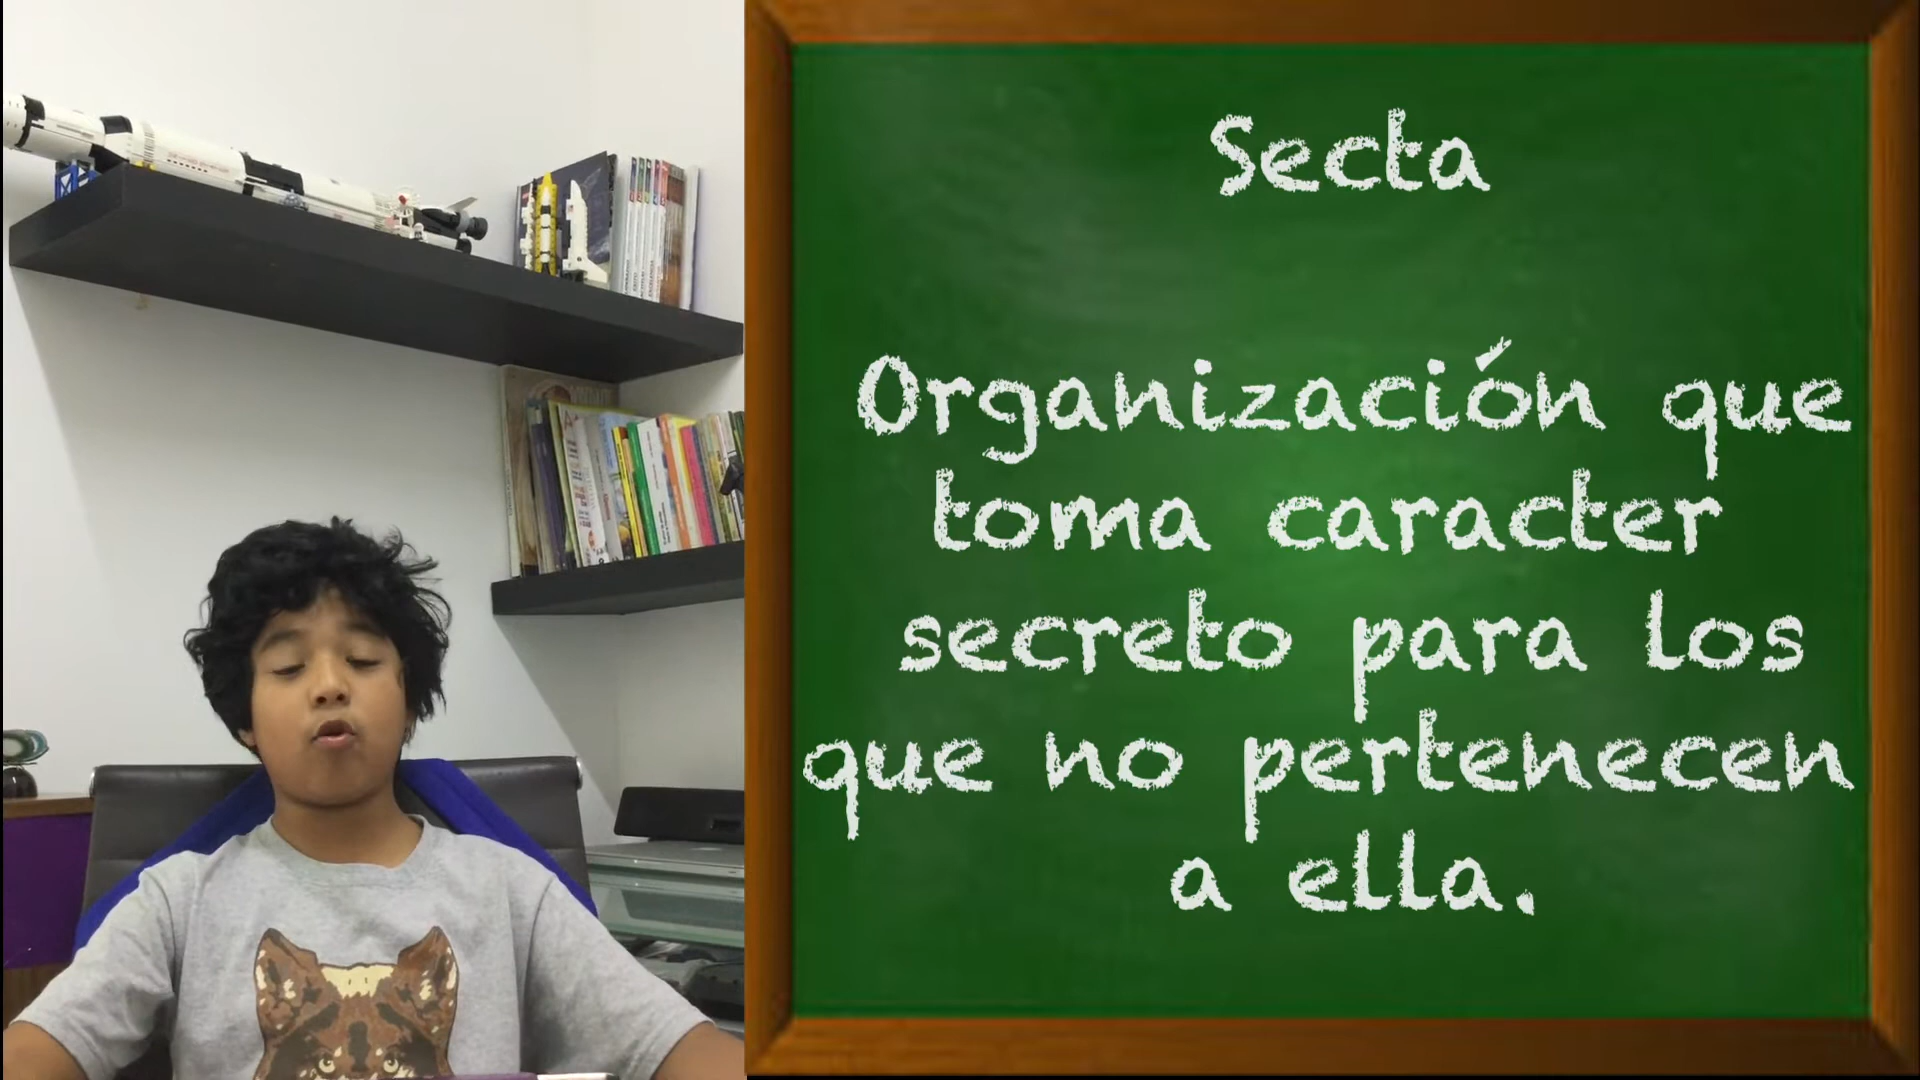 Secta
Organización que
toma caracter
secreto para los
que no pertenecen
a ella.